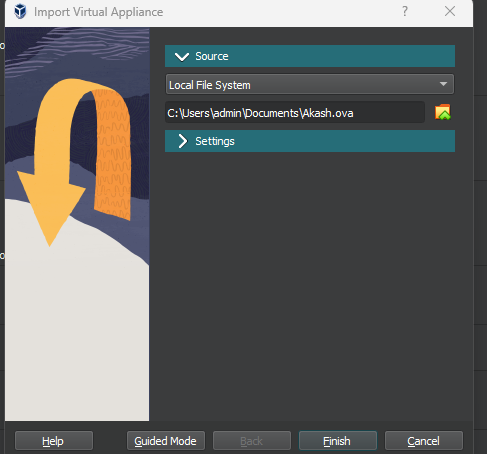 Import Virtual Appliance
?
Source
Local File System
C:\Users\admin\Documents\Akash.ova
Settings
Help
Guided Mode
Back
Finish
Cancel